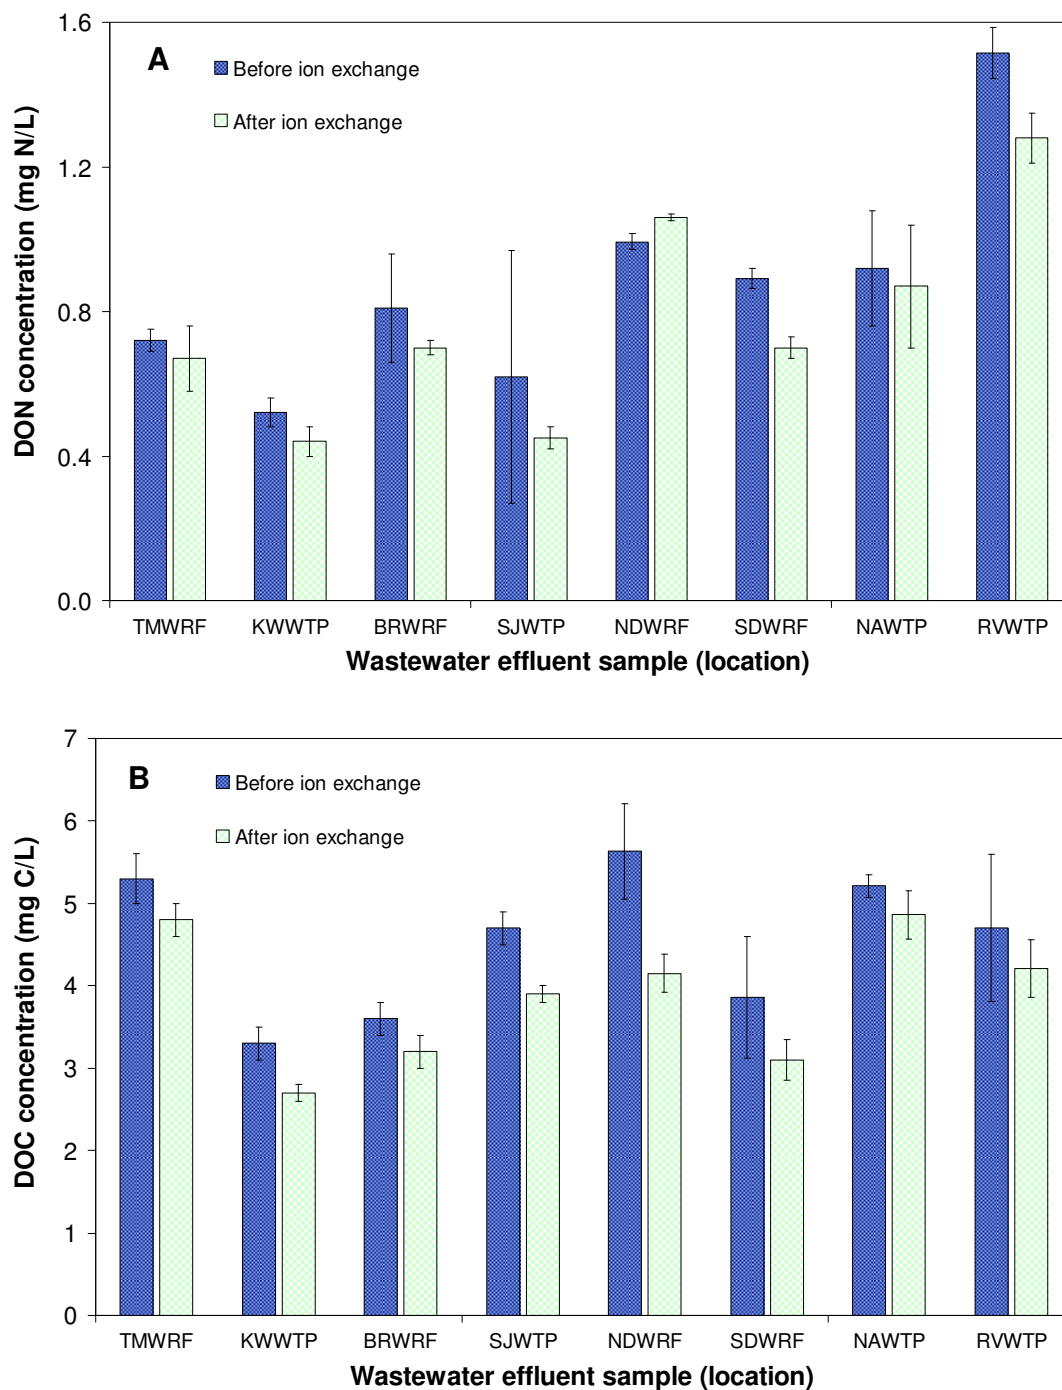 A
Before ion exchange
After ion exchange
DON concentration (mg N/L)
1.6
1.2
0.8
0.4
0.0
TMWRF KWWTP BRWRF SJWTP NDWRF SDWRF NAWTP RVWTP
Wastewater effluent sample (location)
B
Before ion exchange
After ion exchange
DOC concentration (mg C/L)
7
6
5
4
3
2
1
0
TMWRF KWWTP BRWRF SJWTP NDWRF SDWRF NAWTP RVWTP
Wastewater effluent sample (location)